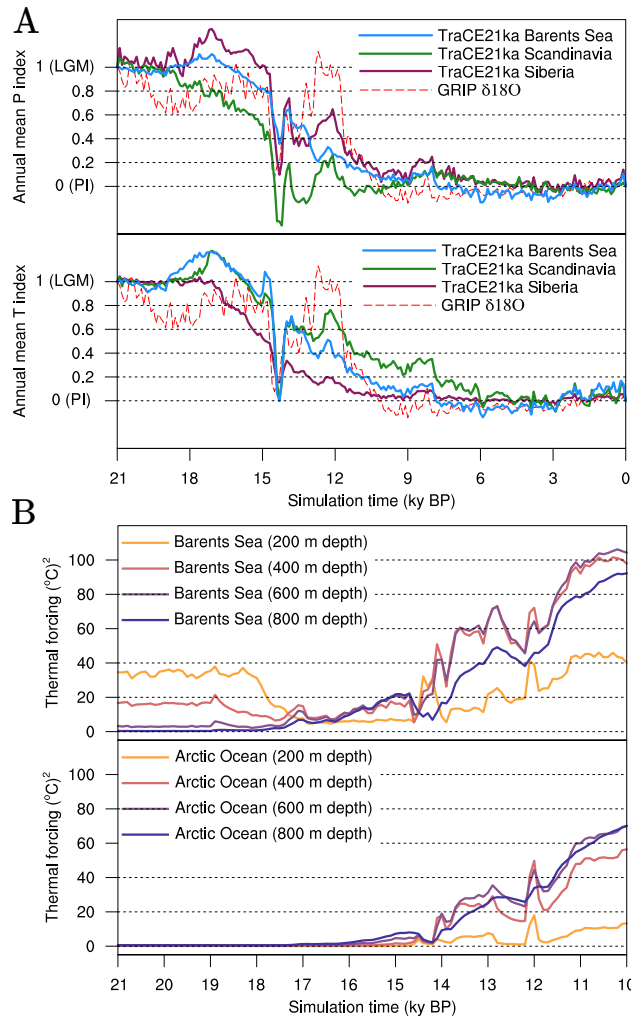 A
Annual mean P index
1 (LGM)
0.8
0.6
0.4
0.2
0 (PI)
TraCE21ka Barents Sea
TraCE21ka Scandinavia
TraCE21ka Siberia
GRIP δ18O
Annual mean T index
1 (LGM)
0.8
0.6
0.4
0.2
0 (PI)
TraCE21ka Barents Sea
TraCE21ka Scandinavia
TraCE21ka Siberia
GRIP δ18O
21 18 15 12 9 6 3 0
Simulation time (ky BP)
B
Thermal forcing (°C)²
100
80
60
40
20
0
Barents Sea (200 m depth)
Barents Sea (400 m depth)
Barents Sea (600 m depth)
Barents Sea (800 m depth)
Thermal forcing (°C)²
100
80
60
40
20
0
Arctic Ocean (200 m depth)
Arctic Ocean (400 m depth)
Arctic Ocean (600 m depth)
Arctic Ocean (800 m depth)
21 20 19 18 17 16 15 14 13 12 11 10
Simulation time (ky BP)